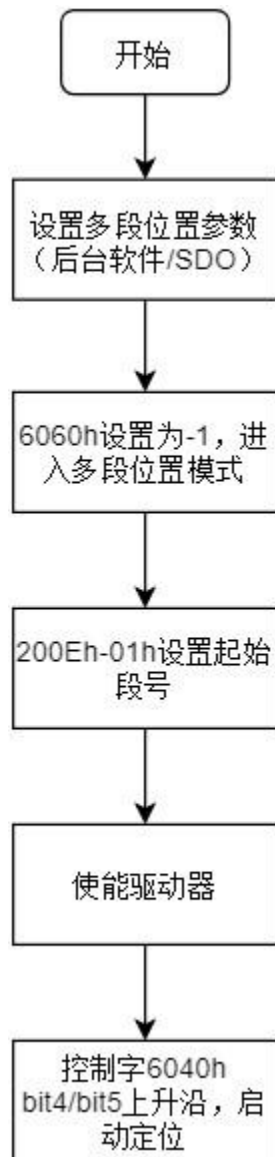 开始
设置多段位置参数
（后台软件/SDO）
6060h设置为-1，进
入多段位置模式
200Eh-01h设置起始
段号
使能驱动器
控制字6040h
bit4/bit5上升沿，启
动定位